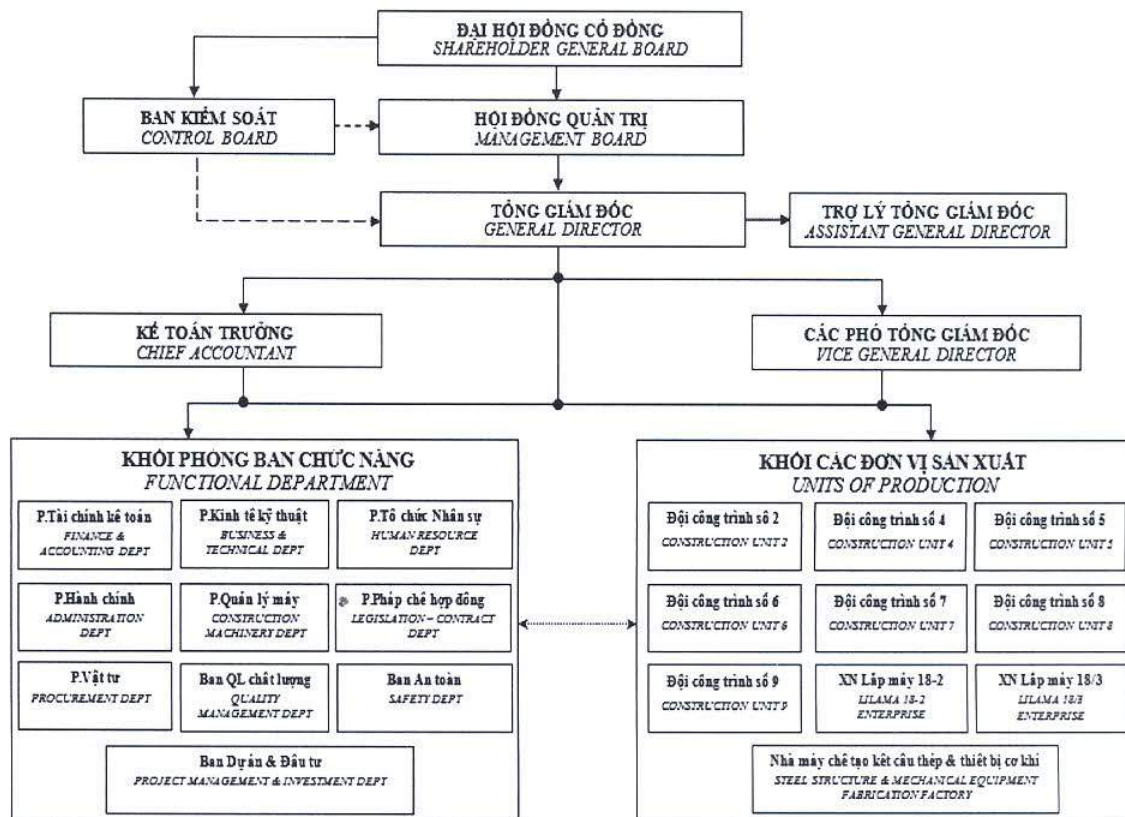 ĐẠI HỘI ĐỒNG CỔ ĐÔNG
SHAREHOLDER GENERAL BOARD
BAN KIỂM SOÁT
CONTROL BOARD
HỘI ĐỒNG QUẢN TRỊ
MANAGEMENT BOARD
TỔNG GIÁM ĐỐC
GENERAL DIRECTOR
TRỢ LÝ TỔNG GIÁM ĐỐC
ASSISTANT GENERAL DIRECTOR
KẾ TOÁN TRƯỞNG
CHIEF ACCOUNTANT
CÁC PHÓ TỔNG GIÁM ĐỐC
VICE GENERAL DIRECTOR
KHỐI PHÒNG BAN CHỨC NĂNG
FUNCTIONAL DEPARTMENT
P.Tài chính kế toán
FINANCE &
ACCOUNTING DEPT
P.Kinh tế kỹ thuật
BUSINESS &
TECHNICAL DEPT
P.Tổ chức Nhân sự
HUMAN RESOURCE
DEPT
P.Hành chính
ADMINISTRATION
DEPT
P.Quản lý máy
CONSTRUCTION
MACHINERY DEPT
P.Pháp chế hợp đồng
LEGISLATION – CONTRACT
DEPT
P.Vật tư
PROCUREMENT DEPT
Ban QL chất lượng
QUALITY
MANAGEMENT DEPT
Ban An toàn
SAFETY DEPT
Ban Dự án & Đầu tư
PROJECT MANAGEMENT & INVESTMENT DEPT
KHỐI CÁC ĐƠN VỊ SẢN XUẤT
UNITS OF PRODUCTION
Đội công trình số 2
CONSTRUCTION UNIT 2
Đội công trình số 4
CONSTRUCTION UNIT 4
Đội công trình số 5
CONSTRUCTION UNIT 5
Đội công trình số 6
CONSTRUCTION UNIT 6
Đội công trình số 7
CONSTRUCTION UNIT 7
Đội công trình số 8
CONSTRUCTION UNIT 8
Đội công trình số 9
CONSTRUCTION UNIT 9
XN Lắp máy 18-2
LILAMA 18-2
ENTERPRISE
XN Lắp máy 18/3
LILAMA 18/3
ENTERPRISE
Nhà máy chế tạo kết cấu thép & thiết bị cơ khí
STEEL STRUCTURE & MECHANICAL EQUIPMENT
FABRICATION FACTORY